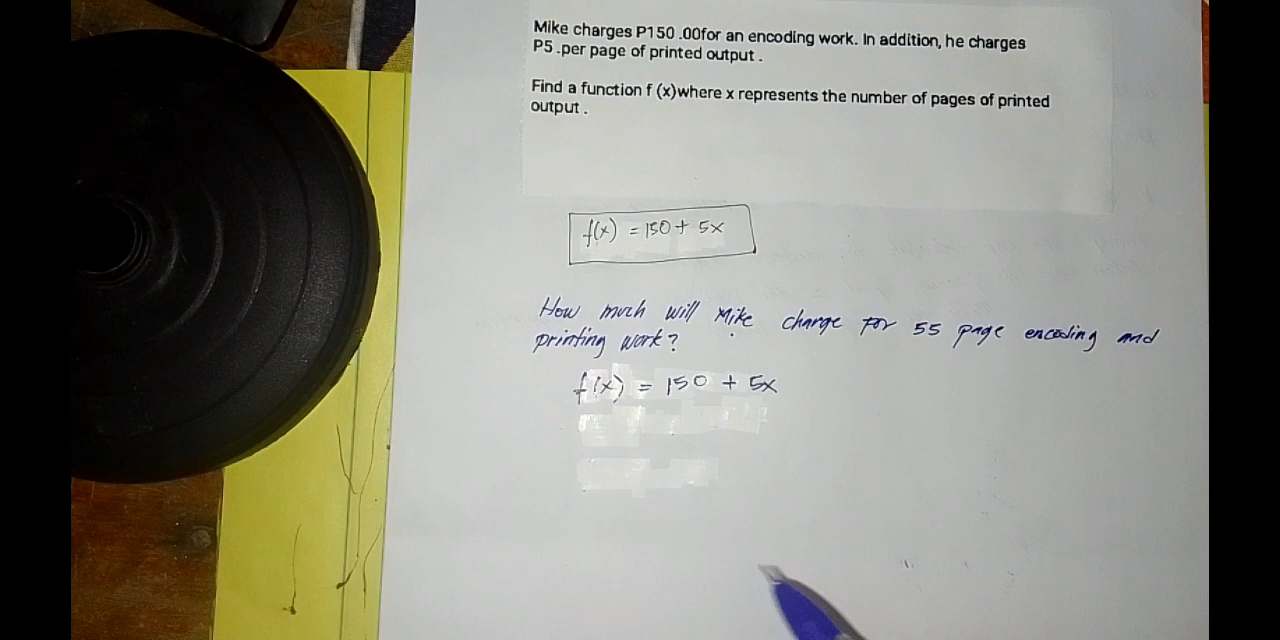 Mike charges P150 .00for an encoding work. In addition, he charges
P5 .per page of printed output .
Find a function f (x)where x represents the number of pages of printed
output .
f(x) = 150 + 5x
How much will Mike charge for 55 page encoding and
printing work?
f(x) = 150 + 5x